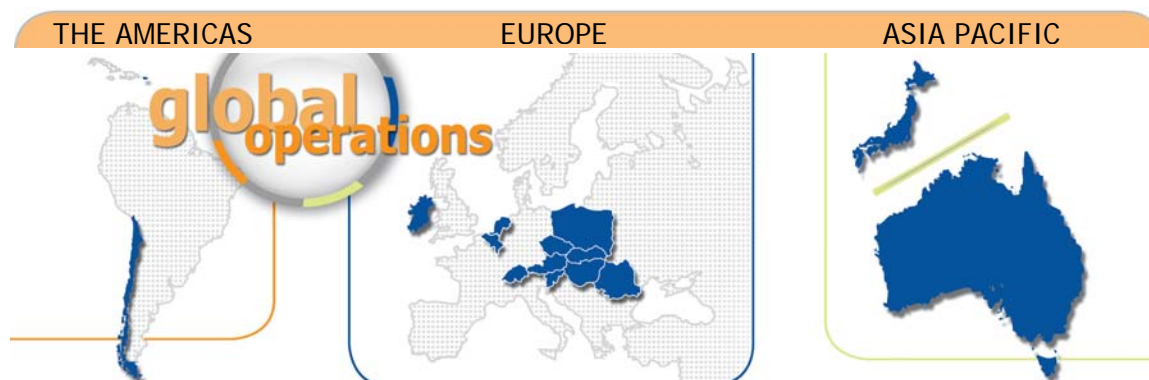 THE AMERICAS
EUROPE
ASIA PACIFIC
global
operations